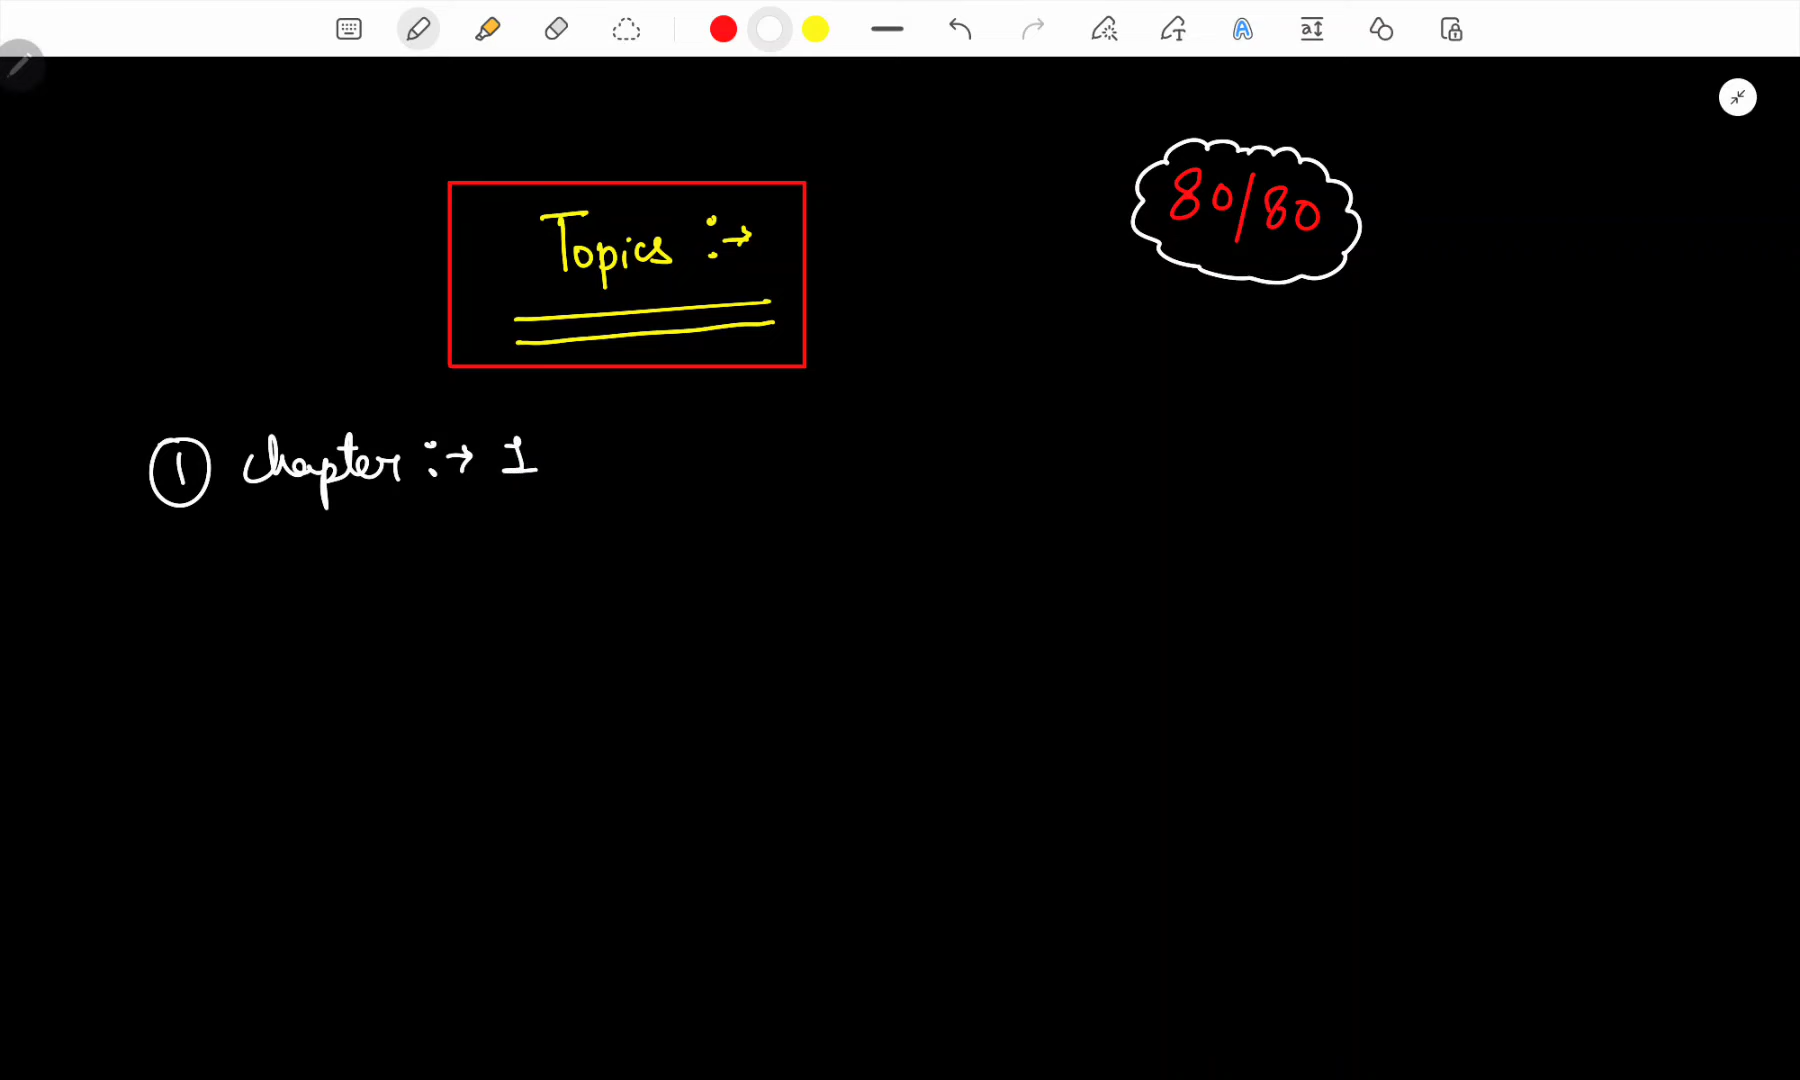 Topics :→
80/80
① chapter :→ 1